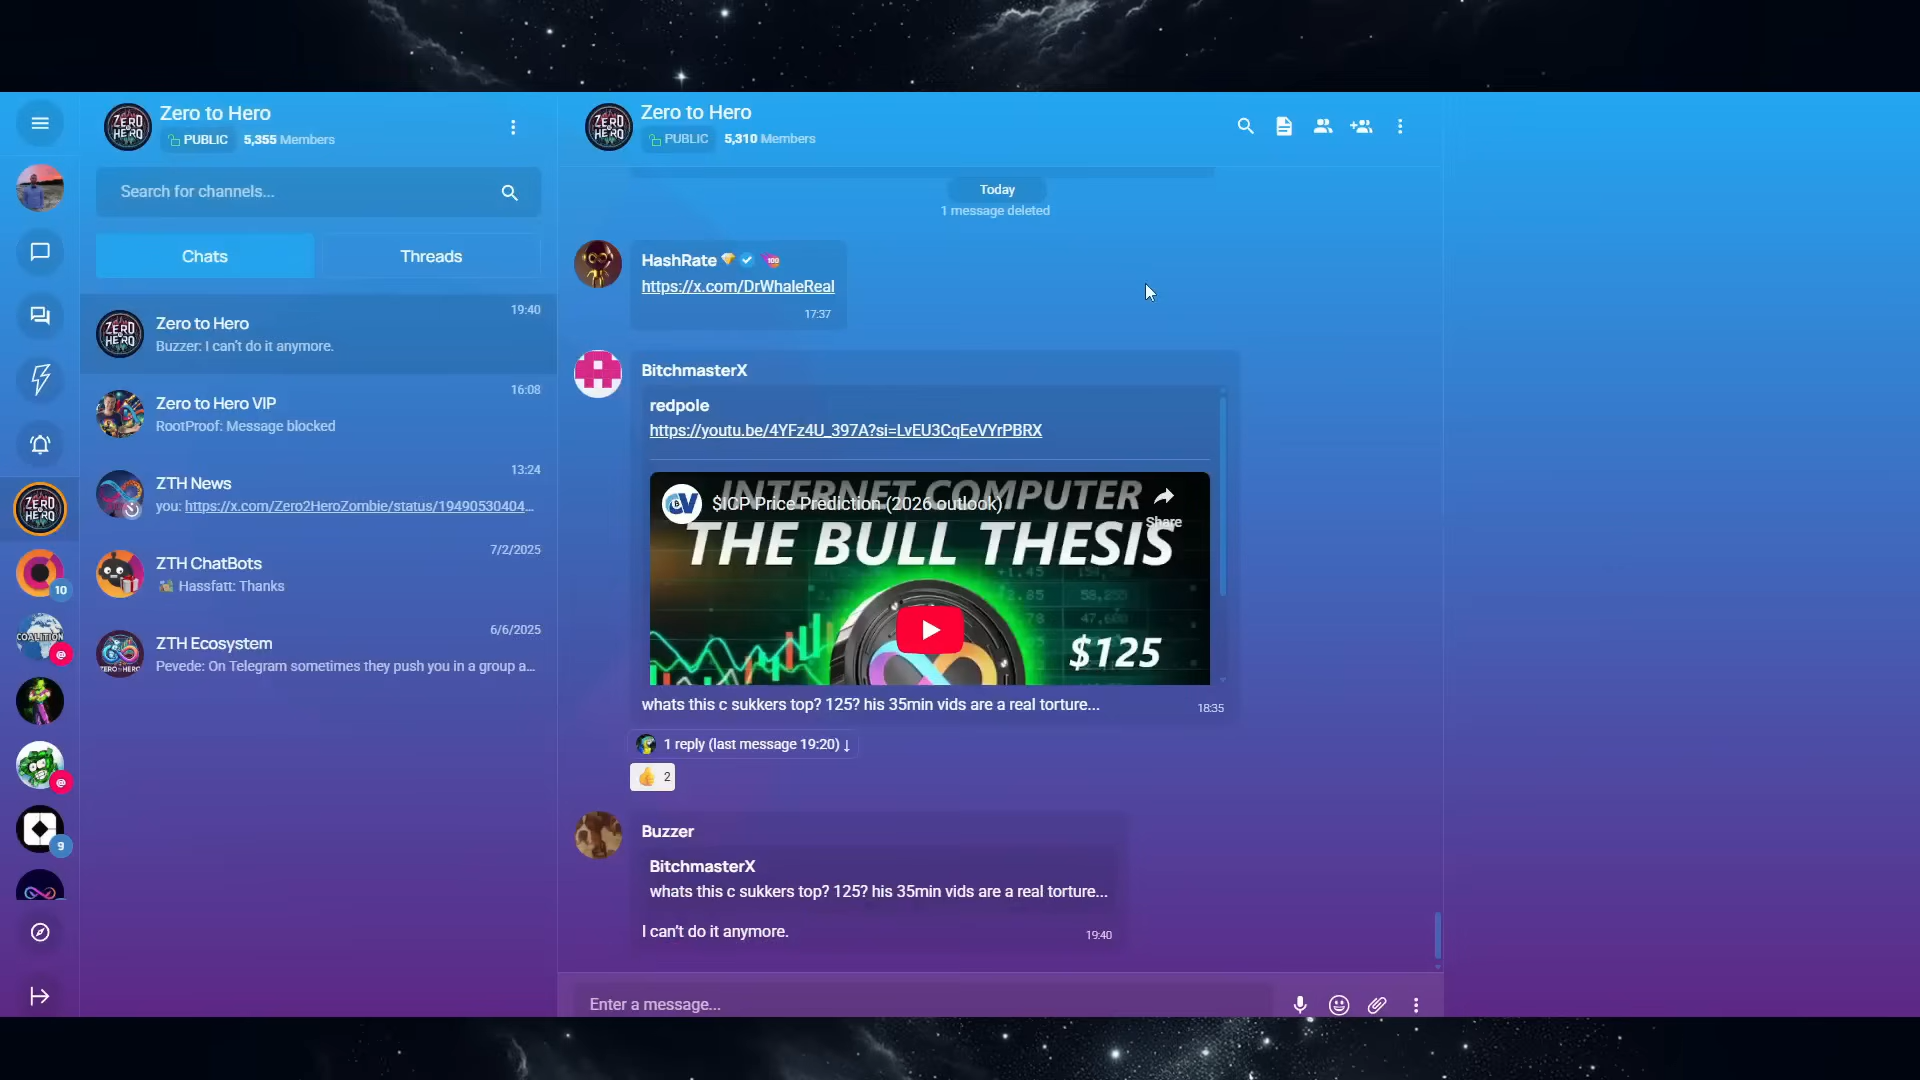 Zero to Hero
PUBLIC 5,355 Members
Search for channels...
Chats
Threads
Zero to Hero
19:40
Buzzer: I can't do it anymore.
Zero to Hero VIP
16:08
RootProof: Message blocked
ZTH News
13:24
you: https://x.com/Zero2HeroZombie/status/19490530404...
ZTH ChatBots
7/2/2025
Hassfatt: Thanks
ZTH Ecosystem
6/6/2025
Pevede: On Telegram sometimes they push you in a group a...
ZERO
HERO
10
COALITION
@
@
9
Zero to Hero
PUBLIC 5,310 Members
Today
1 message deleted
HashRate 100
https://x.com/DrWhaleReal
17:37
BitchmasterX
redpole
https://youtu.be/4YFz4U_397A?si=LvEU3CqEeVYrPBRX
INTERNET COMPUTER
$ICP Price Prediction (2026 outlook)
Share
THE BULL THESIS
$125
whats this c sukkers top? 125? his 35min vids are a real torture...
18:35
1 reply (last message 19:20) ↓
👍 2
Buzzer
BitchmasterX
whats this c sukkers top? 125? his 35min vids are a real torture...
I can't do it anymore.
19:40
Enter a message...